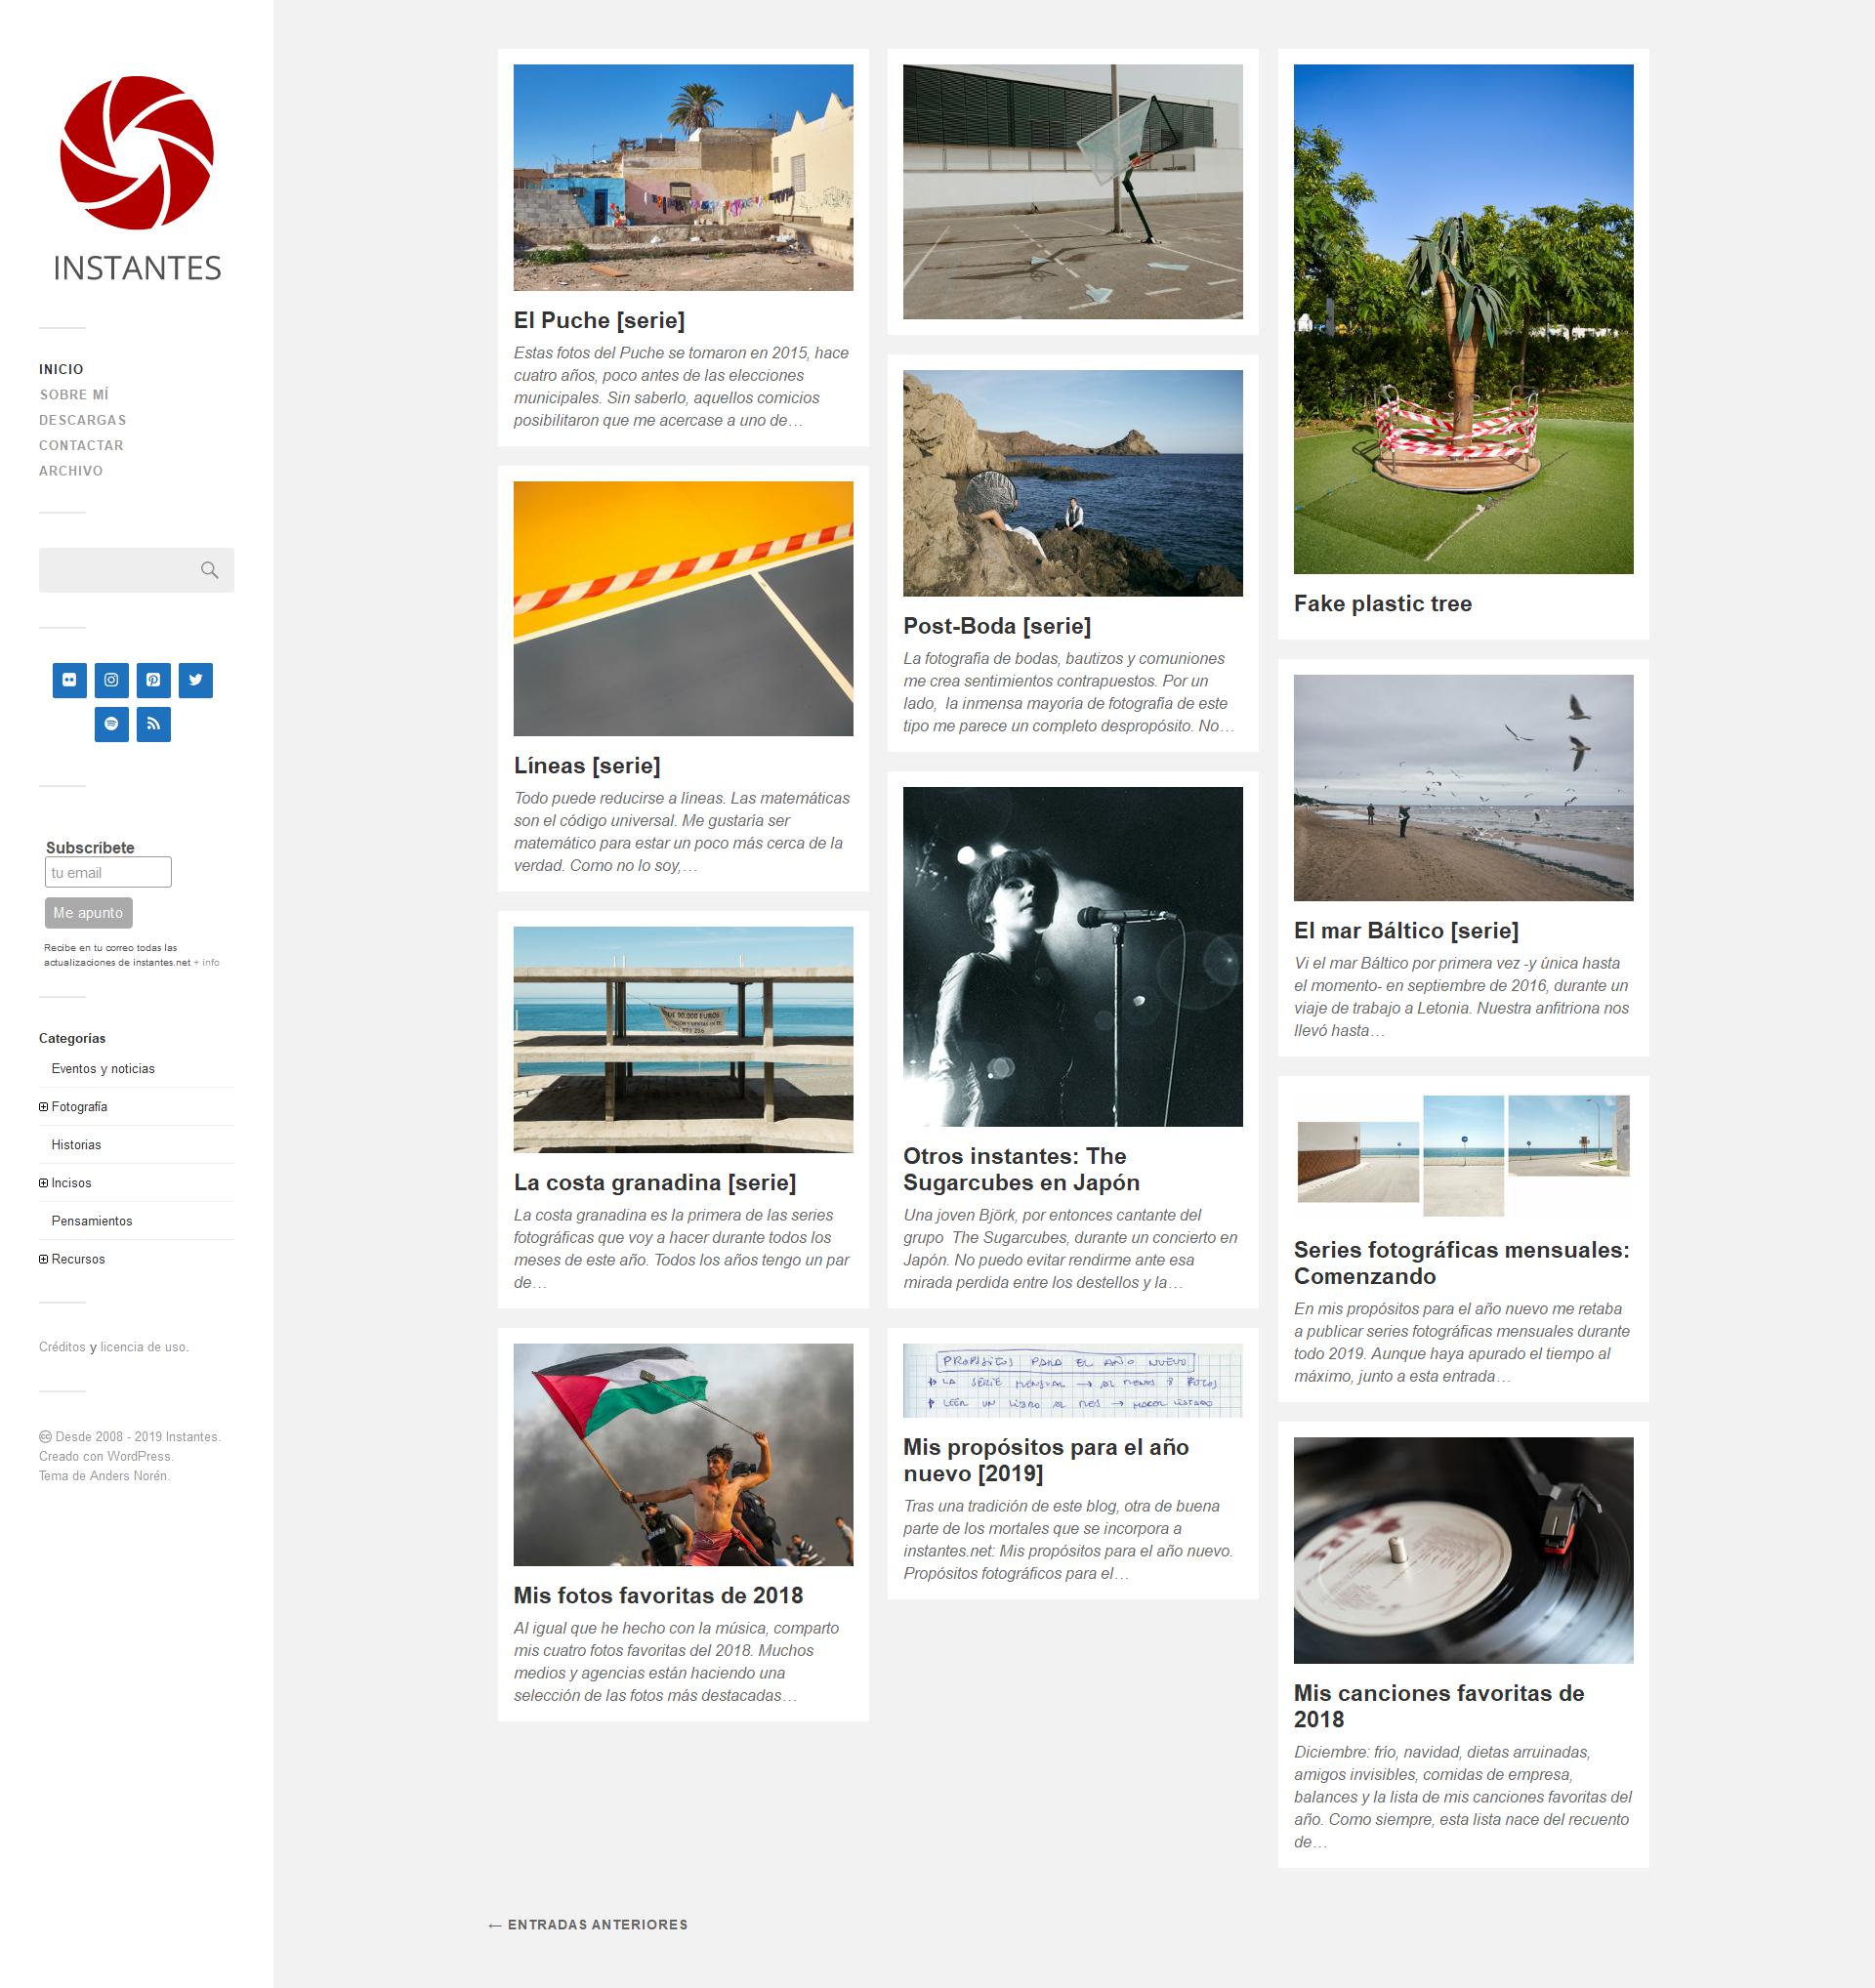 INSTANTES
INICIO
SOBRE MÍ
DESCARGAS
CONTACTAR
ARCHIVO
Subscríbete
tu email
Me apunto
Recibe en tu correo todas las
actualizaciones de instantes.net + info
Categorías
Eventos y noticias
Fotografía
Historias
Incisos
Pensamientos
Recursos
Créditos y licencia de uso.
Desde 2008 - 2019 Instantes.
Creado con WordPress.
Tema de Anders Norén.
El Puche [serie]
Estas fotos del Puche se tomaron en 2015, hace
cuatro años, poco antes de las elecciones
municipales. Sin saberlo, aquellos comicios
posibilitaron que me acercase a uno de…
Líneas [serie]
Todo puede reducirse a líneas. Las matemáticas
son el código universal. Me gustaría ser
matemático para estar un poco más cerca de la
verdad. Como no lo soy,…
La costa granadina [serie]
La costa granadina es la primera de las series
fotográficas que voy a hacer durante todos los
meses de este año. Todos los años tengo un par
de…
Mis fotos favoritas de 2018
Al igual que he hecho con la música, comparto
mis cuatro fotos favoritas del 2018. Muchos
medios y agencias están haciendo una
selección de las fotos más destacadas…
Post-Boda [serie]
La fotografía de bodas, bautizos y comuniones
me crea sentimientos contrapuestos. Por un
lado, la inmensa mayoría de fotografía de este
tipo me parece un completo despropósito. No…
Otros instantes: The
Sugarcubes en Japón
Una joven Björk, por entonces cantante del
grupo The Sugarcubes, durante un concierto en
Japón. No puedo evitar rendirme ante esa
mirada perdida entre los destellos y la…
PROPÓSITOS PARA EL AÑO NUEVO
LA SERIE MENSUAL → AL MENOS 8 FOTOS
LEER UN LIBRO AL MES → HACER LISTADO
Mis propósitos para el año
nuevo [2019]
Tras una tradición de este blog, otra de buena
parte de los mortales que se incorpora a
instantes.net: Mis propósitos para el año nuevo.
Propósitos fotográficos para el…
Fake plastic tree
El mar Báltico [serie]
Vi el mar Báltico por primera vez -y única hasta
el momento- en septiembre de 2016, durante un
viaje de trabajo a Letonia. Nuestra anfitriona nos
llevó hasta…
Series fotográficas mensuales:
Comenzando
En mis propósitos para el año nuevo me retaba
a publicar series fotográficas mensuales durante
todo 2019. Aunque haya apurado el tiempo al
máximo, junto a esta entrada…
Mis canciones favoritas de
2018
Diciembre: frío, navidad, dietas arruinadas,
amigos invisibles, comidas de empresa,
balances y la lista de mis canciones favoritas del
año. Como siempre, esta lista nace del recuento
de…
← ENTRADAS ANTERIORES